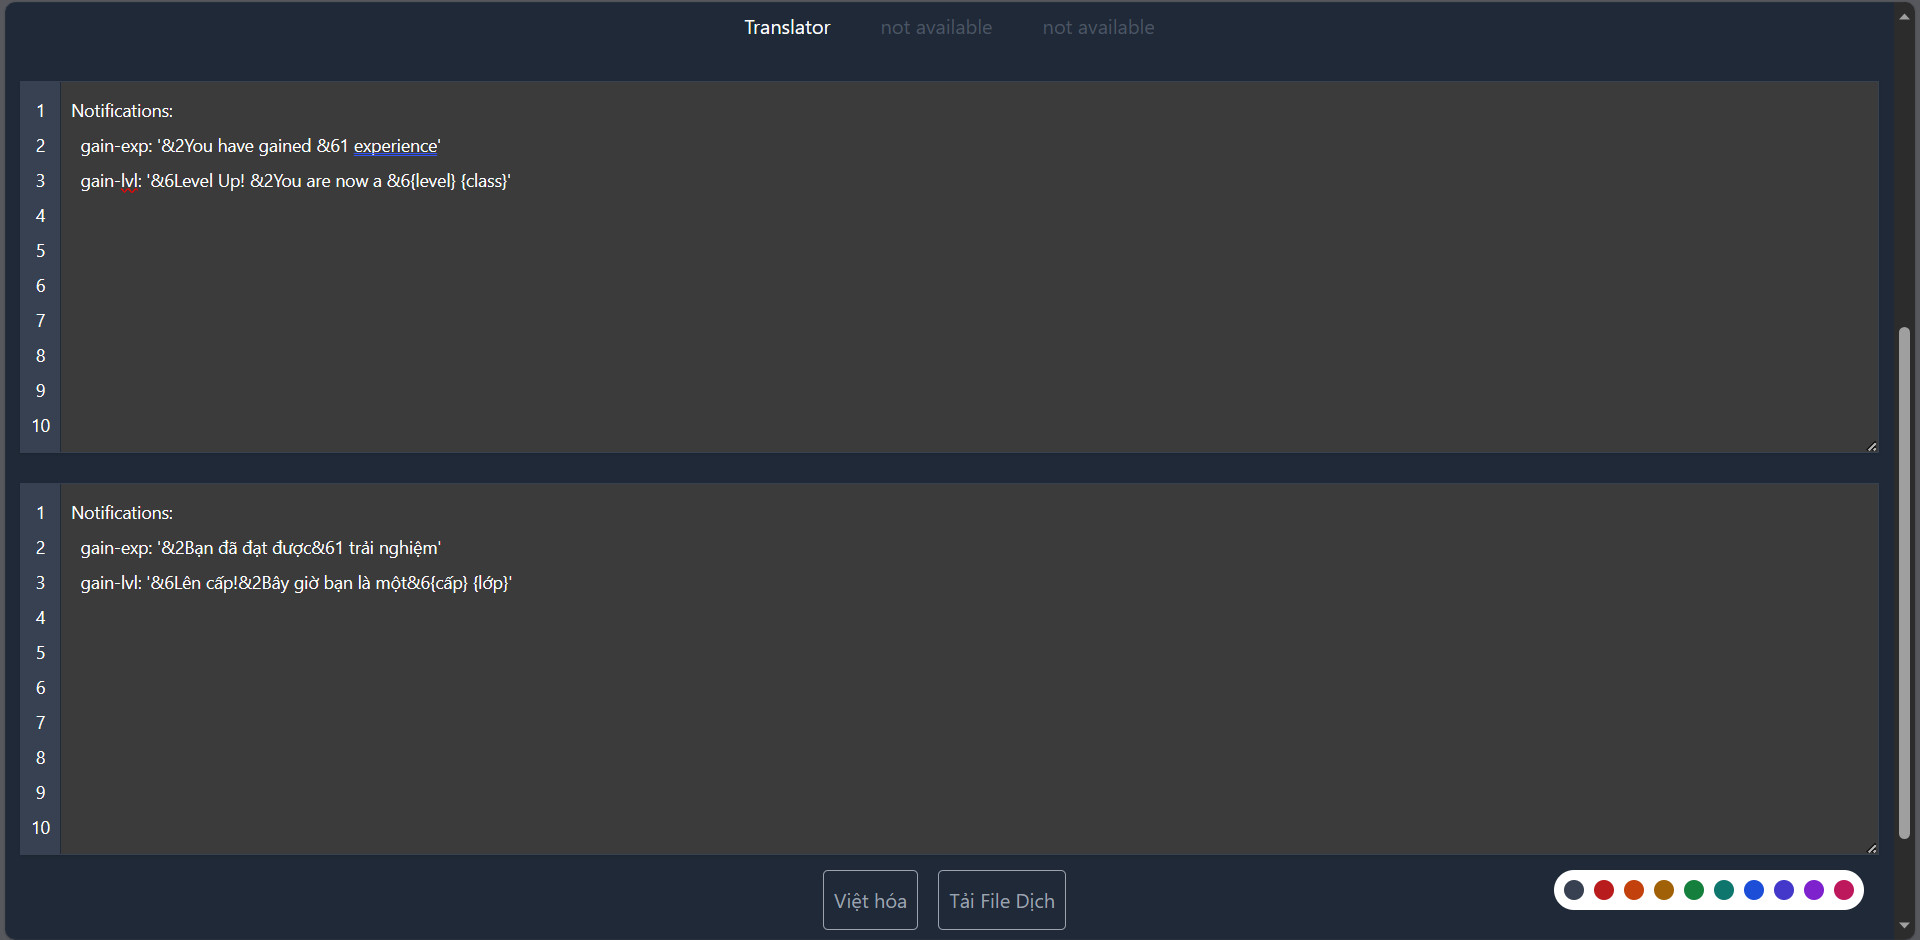 Translator not available not available
1 Notifications:
2 gain-exp: '&2You have gained &61 experience'
3 gain-lvl: '&6Level Up! &2You are now a &6{level} {class}'
4
5
6
7
8
9
10
1 Notifications:
2 gain-exp: '&2Bạn đã đạt được&61 trải nghiệm'
3 gain-lvl: '&6Lên cấp!&2Bây giờ bạn là một&6{cấp} {lớp}'
4
5
6
7
8
9
10
Việt hóa Tải File Dịch